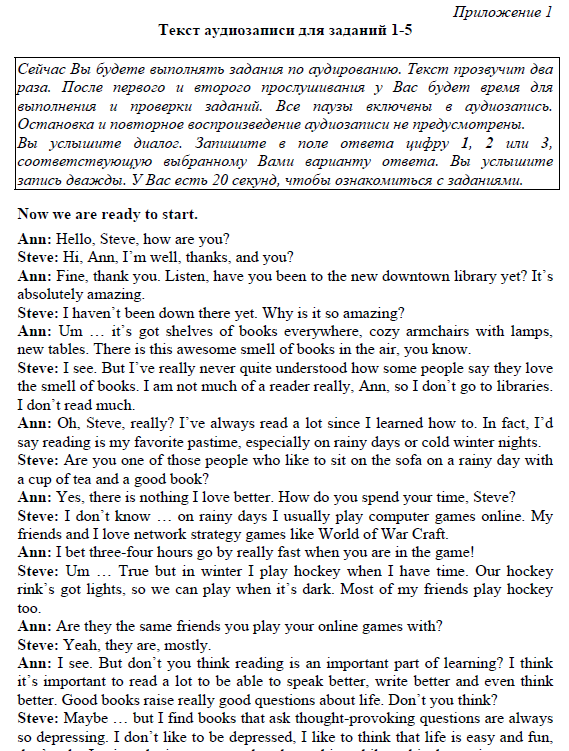 Приложение 1
Текст аудиозаписи для заданий 1-5
Сейчас Вы будете выполнять задания по аудированию. Текст прозвучит два
раза. После первого и второго прослушивания у Вас будет время для
выполнения и проверки заданий. Все паузы включены в аудиозапись.
Остановка и повторное воспроизведение аудиозаписи не предусмотрены.
Вы услышите диалог. Запишите в поле ответа цифру 1, 2 или 3,
соответствующую выбранному Вами варианту ответа. Вы услышите
запись дважды. У Вас есть 20 секунд, чтобы ознакомиться с заданиями.
Now we are ready to start.
Ann: Hello, Steve, how are you?
Steve: Hi, Ann, I’m well, thanks, and you?
Ann: Fine, thank you. Listen, have you been to the new downtown library yet? It’s
absolutely amazing.
Steve: I haven’t been down there yet. Why is it so amazing?
Ann: Um … it’s got shelves of books everywhere, cozy armchairs with lamps,
new tables. There is this awesome smell of books in the air, you know.
Steve: I see. But I’ve really never quite understood how some people say they love
the smell of books. I am not much of a reader really, Ann, so I don’t go to libraries.
I don’t read much.
Ann: Oh, Steve, really? I’ve always read a lot since I learned how to. In fact, I’d
say reading is my favorite pastime, especially on rainy days or cold winter nights.
Steve: Are you one of those people who like to sit on the sofa on a rainy day with
a cup of tea and a good book?
Ann: Yes, there is nothing I love better. How do you spend your time, Steve?
Steve: I don’t know … on rainy days I usually play computer games online. My
friends and I love network strategy games like World of War Craft.
Ann: I bet three-four hours go by really fast when you are in the game!
Steve: Um … True but in winter I play hockey when I have time. Our hockey
rink’s got lights, so we can play when it’s dark. Most of my friends play hockey
too.
Ann: Are they the same friends you play your online games with?
Steve: Yeah, they are, mostly.
Ann: I see. But don’t you think reading is an important part of learning? I think
it’s important to read a lot to be able to speak better, write better and even think
better. Good books raise really good questions about life. Don’t you think?
Steve: Maybe … but I find books that ask thought-provoking questions are always
so depressing. I don’t like to be depressed, I like to think that life is easy and fun,